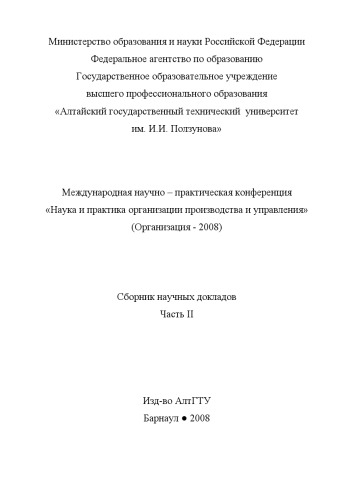 Министерство образования и науки Российской Федерации
Федеральное агентство по образованию
Государственное образовательное учреждение
высшего профессионального образования
«Алтайский государственный технический университет
им. И.И. Ползунова»
Международная научно – практическая конференция
«Наука и практика организации производства и управления»
(Организация - 2008)
Сборник научных докладов
Часть II
Изд-во АлтГТУ
Барнаул ● 2008